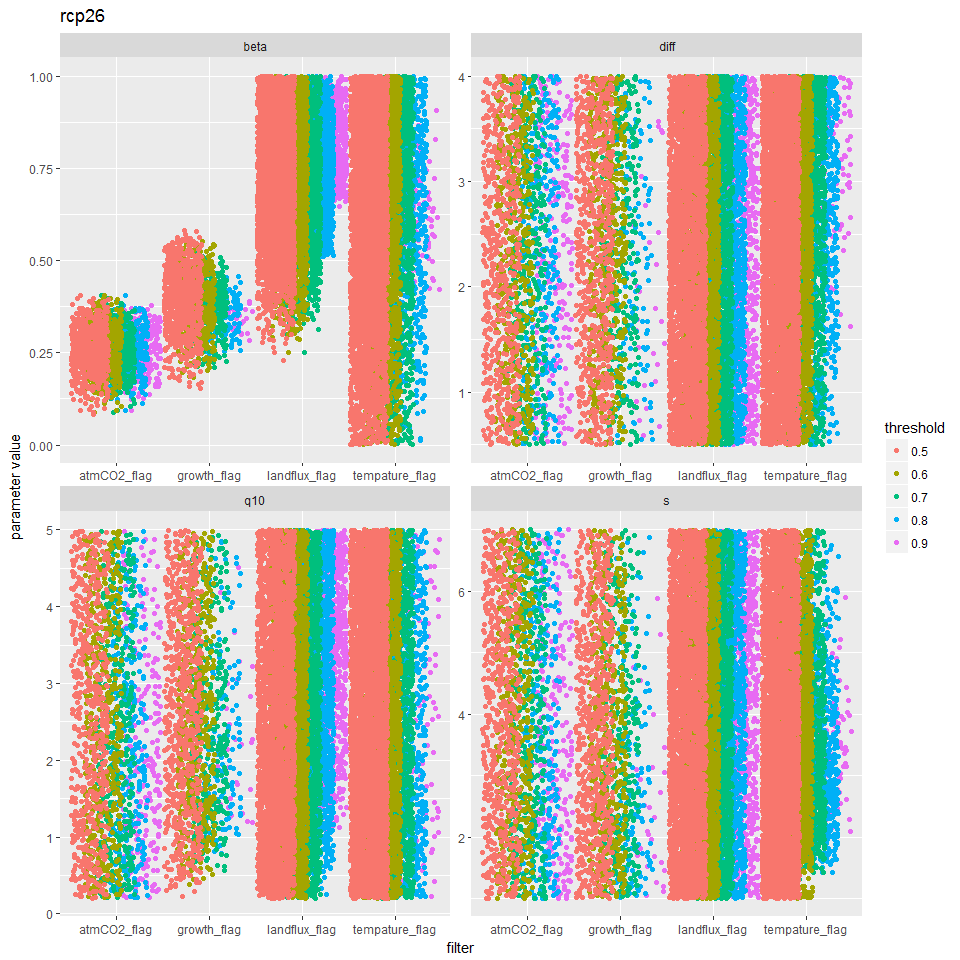 rcp26
beta
diff
1.00
0.75
0.50
0.25
0.00
4
3
2
1
atmCO2_flag growth_flag landflux_flag tempature_flag
atmCO2_flag growth_flag landflux_flag tempature_flag
q10
s
5
4
3
2
1
0
6
4
2
atmCO2_flag growth_flag landflux_flag tempature_flag
atmCO2_flag growth_flag landflux_flag tempature_flag
parameter value
filter
threshold
0.5
0.6
0.7
0.8
0.9